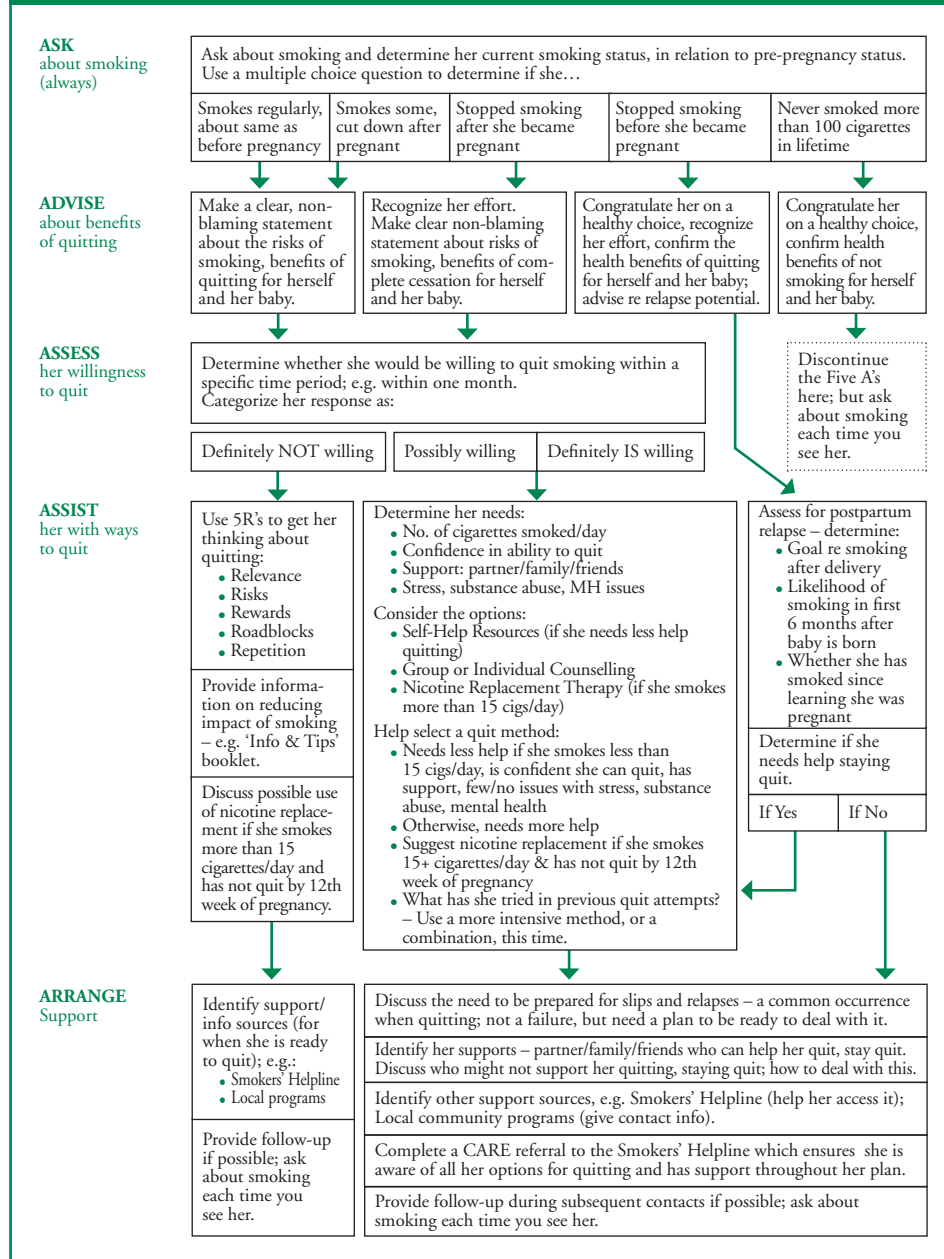 ASK
about smoking
(always)
Ask about smoking and determine her current smoking status, in relation to pre-pregnancy status.
Use a multiple choice question to determine if she…
Smokes regularly,
about same as
before pregnancy
Smokes some,
cut down after
pregnant
Stopped smoking
after she became
pregnant
Stopped smoking
before she became
pregnant
Never smoked more
than 100 cigarettes
in lifetime
ADVISE
about benefits
of quitting
Make a clear, non-
blaming statement
about the risks of
smoking, benefits of
quitting for herself
and her baby.
Recognize her effort.
Make clear non-blaming
statement about risks of
smoking, benefits of com-
plete cessation for herself
and her baby.
Congratulate her on a
healthy choice, recognize
her effort, confirm the
health benefits of quitting
for herself and her baby;
advise re relapse potential.
Congratulate her
on a healthy choice,
confirm health
benefits of not
smoking for herself
and her baby.
ASSESS
her willingness
to quit
Determine whether she would be willing to quit smoking within a
specific time period; e.g. within one month.
Categorize her response as:
Discontinue
the Five A's
here; but ask
about smoking
each time you
see her.
Definitely NOT willing
Possibly willing
Definitely IS willing
ASSIST
her with ways
to quit
Use 5R's to get her
thinking about
quitting:
• Relevance
• Risks
• Rewards
• Roadblocks
• Repetition
Provide informa-
tion on reducing
impact of smoking
– e.g. 'Info & Tips'
booklet.
Discuss possible use
of nicotine replace-
ment if she smokes
more than 15
cigarettes/day and
has not quit by 12th
week of pregnancy.
Determine her needs:
• No. of cigarettes smoked/day
• Confidence in ability to quit
• Support: partner/family/friends
• Stress, substance abuse, MH issues
Consider the options:
• Self-Help Resources (if she needs less help
quitting)
• Group or Individual Counselling
• Nicotine Replacement Therapy (if she smokes
more than 15 cigs/day)
Help select a quit method:
• Needs less help if she smokes less than
15 cigs/day, is confident she can quit, has
support, few/no issues with stress, substance
abuse, mental health
• Otherwise, needs more help
• Suggest nicotine replacement if she smokes
15+ cigarettes/day & has not quit by 12th
week of pregnancy
• What has she tried in previous quit attempts?
– Use a more intensive method, or a
combination, this time.
Assess for postpartum
relapse – determine:
• Goal re smoking
after delivery
• Likelihood of
smoking in first
6 months after
baby is born
• Whether she has
smoked since
learning she was
pregnant
Determine if she
needs help staying
quit.
If Yes
If No
ARRANGE
Support
Identify support/
info sources (for
when she is ready
to quit); e.g.:
• Smokers' Helpline
• Local programs
Provide follow-up
if possible; ask
about smoking
each time you
see her.
Discuss the need to be prepared for slips and relapses – a common occurrence
when quitting; not a failure, but need a plan to be ready to deal with it.
Identify her supports – partner/family/friends who can help her quit, stay quit.
Discuss who might not support her quitting, staying quit; how to deal with this.
Identify other support sources, e.g. Smokers' Helpline (help her access it);
Local community programs (give contact info).
Complete a CARE referral to the Smokers' Helpline which ensures she is
aware of all her options for quitting and has support throughout her plan.
Provide follow-up during subsequent contacts if possible; ask about
smoking each time you see her.